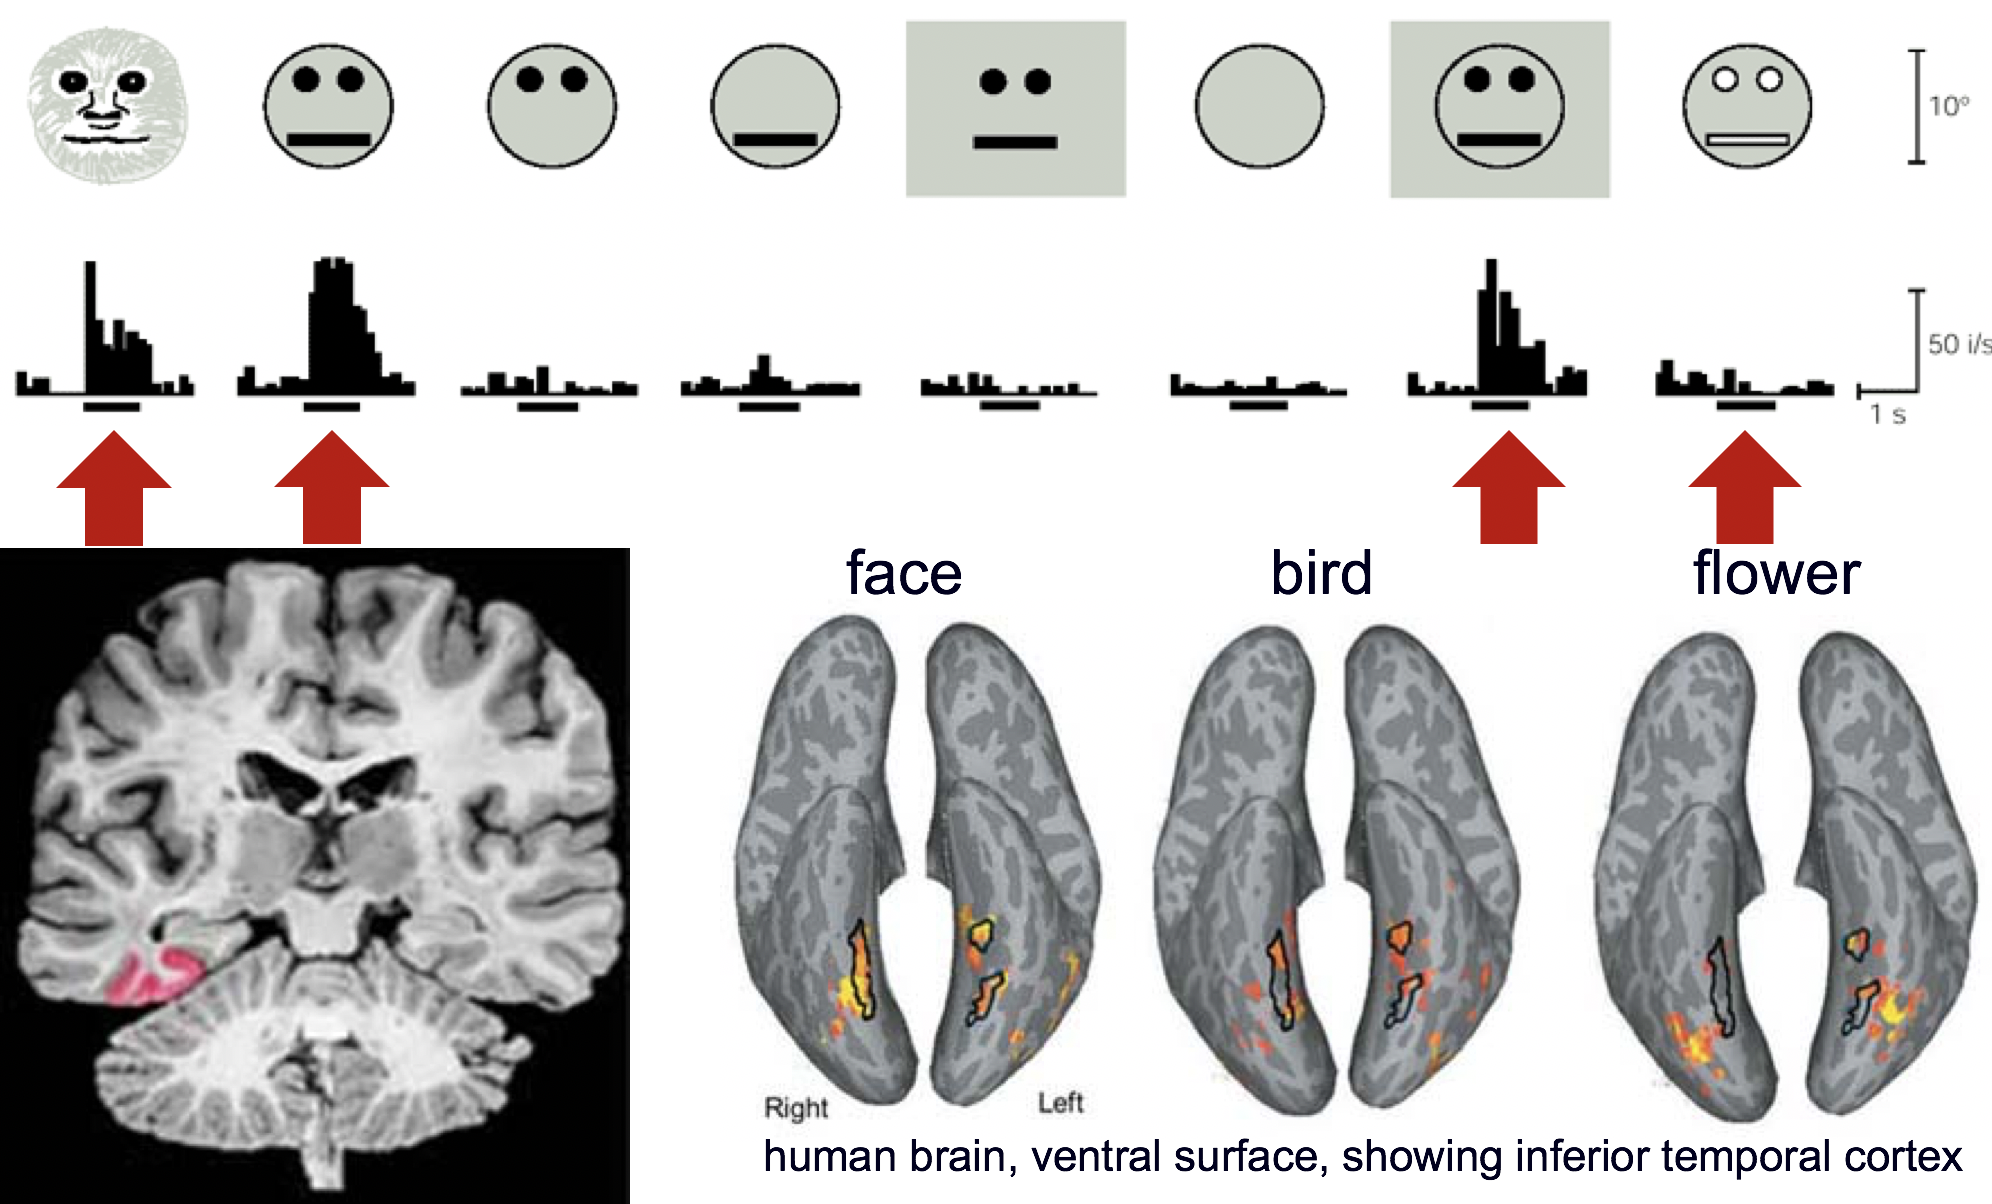 10°
50 i/s
1 s
face
bird
flower
Right
Left
human brain, ventral surface, showing inferior temporal cortex